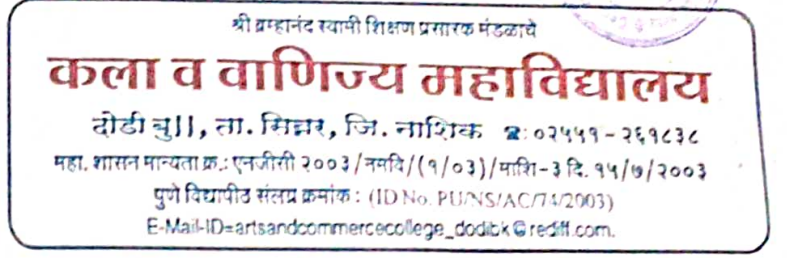 श्री व्रम्हानंद स्वामी शिक्षण प्रसारक मंडळाचे
कला व वाणिज्य महाविद्यालय
दोडी बु||, ता. सिन्नर, जि. नाशिक ☎: ०२५५१ - २६१८३८
महा. शासन मान्यता क्र.: एनजीसी २००३/नमवि/(१/०३)/माशि-३ दि. १५/७/२००३
पुणे विद्यापीठ संलग्न क्रमांक : (ID No. PU/NS/AC/74/2003)
E-Mail-ID=artsandcommercecollege_dodibk@rediff.com.